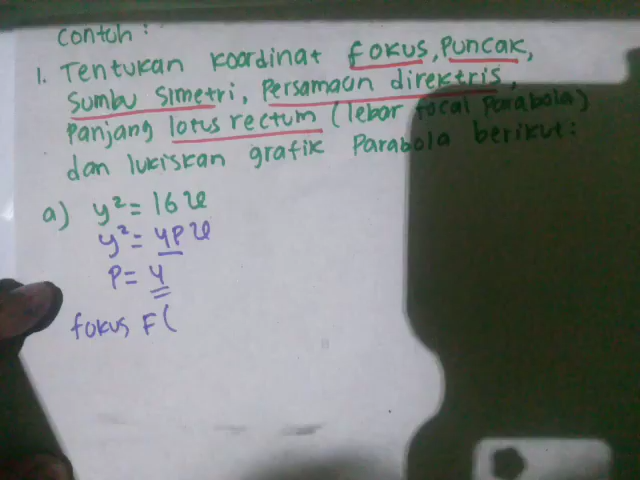 Contoh:
1. Tentukan koordinat fokus, Puncak,
Sumbu Simetri, Persamaan direktris,
Panjang lotus rectum (lebar focal Parabola)
dan lukiskan grafik Parabola berikut:
a) y² = 16x
y² = 4Px
P = 4
fokus F(